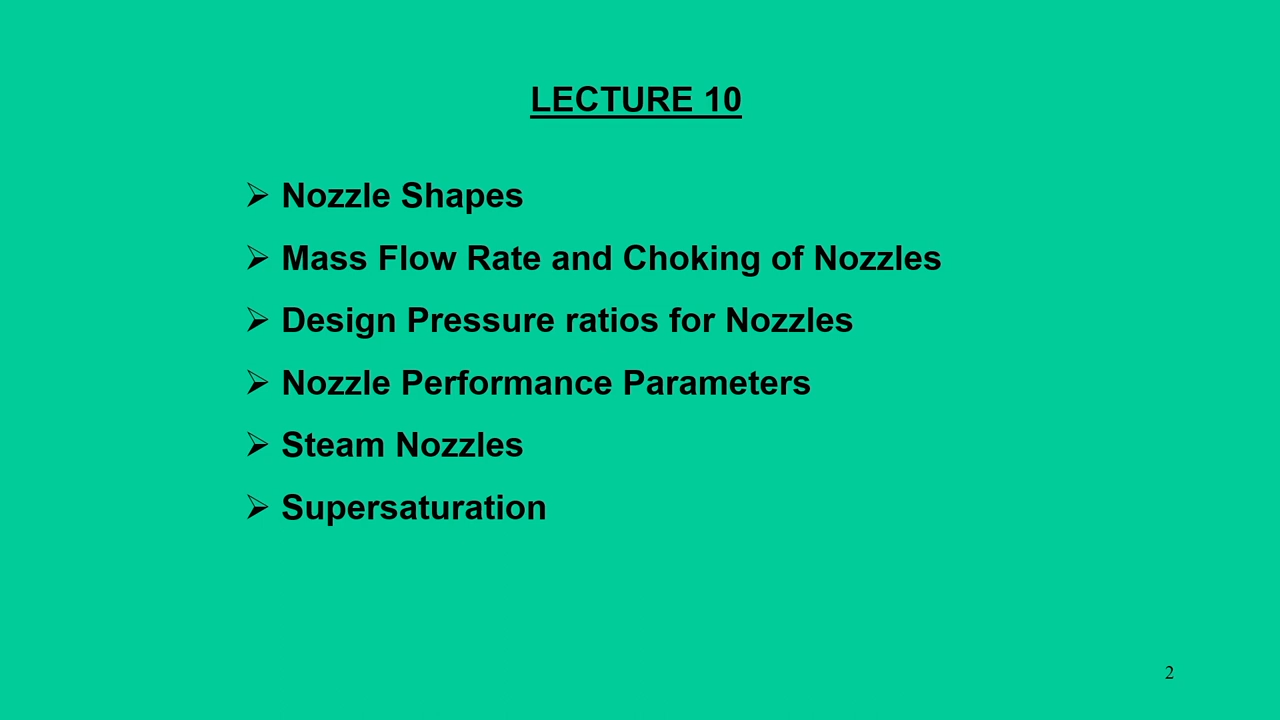 LECTURE 10
➢ Nozzle Shapes
➢ Mass Flow Rate and Choking of Nozzles
➢ Design Pressure ratios for Nozzles
➢ Nozzle Performance Parameters
➢ Steam Nozzles
➢ Supersaturation
2